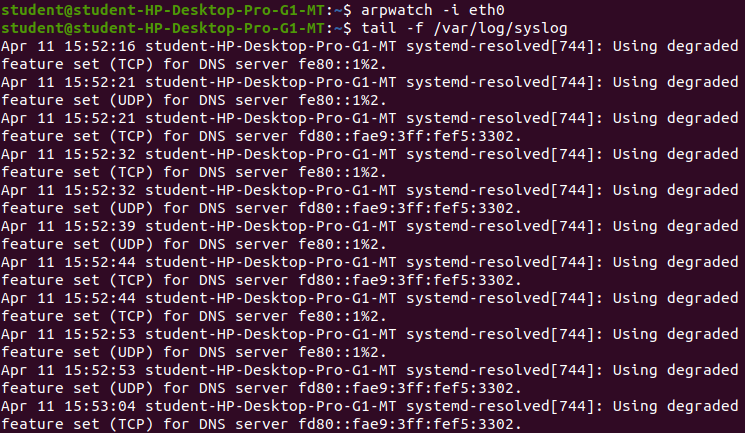 student@student-HP-Desktop-Pro-G1-MT:~$ arpwatch -i eth0
student@student-HP-Desktop-Pro-G1-MT:~$ tail -f /var/log/syslog
Apr 11 15:52:16 student-HP-Desktop-Pro-G1-MT systemd-resolved[744]: Using degraded
feature set (TCP) for DNS server fe80::1%2.
Apr 11 15:52:21 student-HP-Desktop-Pro-G1-MT systemd-resolved[744]: Using degraded
feature set (UDP) for DNS server fe80::1%2.
Apr 11 15:52:21 student-HP-Desktop-Pro-G1-MT systemd-resolved[744]: Using degraded
feature set (TCP) for DNS server fd80::fae9:3ff:fef5:3302.
Apr 11 15:52:32 student-HP-Desktop-Pro-G1-MT systemd-resolved[744]: Using degraded
feature set (TCP) for DNS server fe80::1%2.
Apr 11 15:52:32 student-HP-Desktop-Pro-G1-MT systemd-resolved[744]: Using degraded
feature set (UDP) for DNS server fd80::fae9:3ff:fef5:3302.
Apr 11 15:52:39 student-HP-Desktop-Pro-G1-MT systemd-resolved[744]: Using degraded
feature set (UDP) for DNS server fe80::1%2.
Apr 11 15:52:44 student-HP-Desktop-Pro-G1-MT systemd-resolved[744]: Using degraded
feature set (TCP) for DNS server fd80::fae9:3ff:fef5:3302.
Apr 11 15:52:44 student-HP-Desktop-Pro-G1-MT systemd-resolved[744]: Using degraded
feature set (TCP) for DNS server fe80::1%2.
Apr 11 15:52:53 student-HP-Desktop-Pro-G1-MT systemd-resolved[744]: Using degraded
feature set (UDP) for DNS server fe80::1%2.
Apr 11 15:52:53 student-HP-Desktop-Pro-G1-MT systemd-resolved[744]: Using degraded
feature set (UDP) for DNS server fd80::fae9:3ff:fef5:3302.
Apr 11 15:53:04 student-HP-Desktop-Pro-G1-MT systemd-resolved[744]: Using degraded
feature set (TCP) for DNS server fd80::fae9:3ff:fef5:3302.